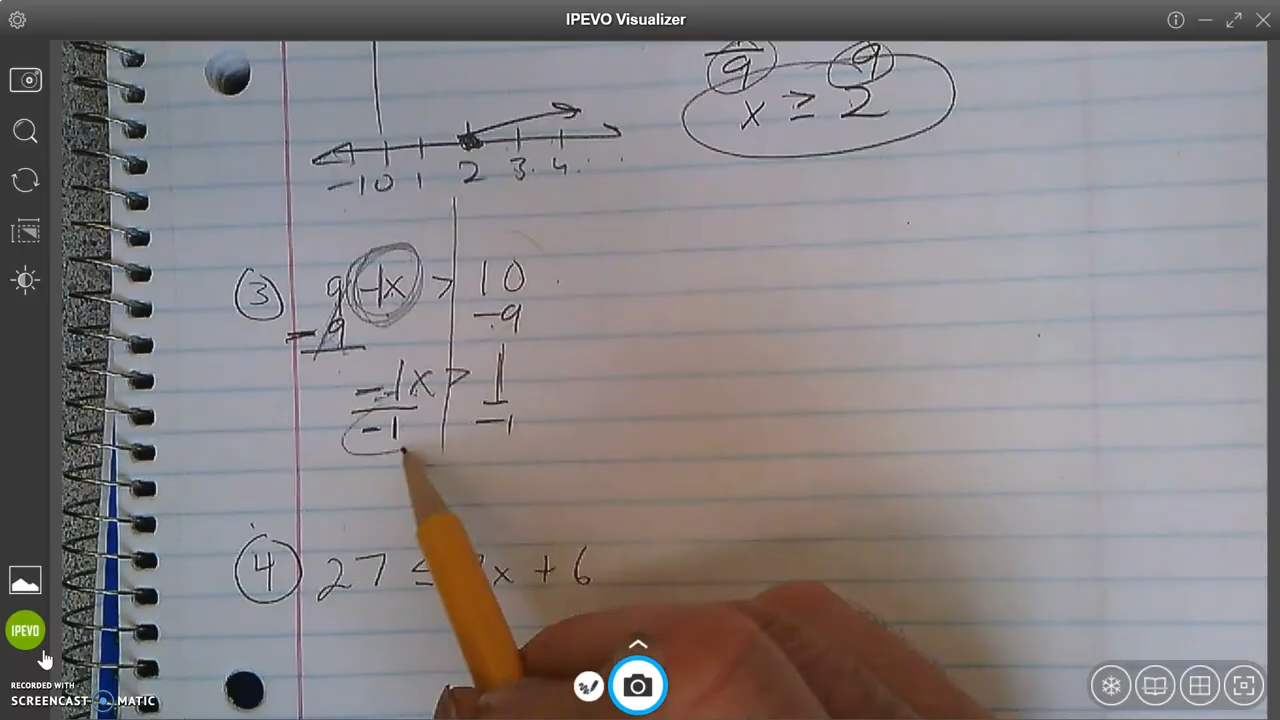 IPEVO Visualizer
9 9
x ≥ 2
-1 0 1 2 3 4
3 9 -1x > 10
- 9 -9
-1x > 1
-1 -1
4 27 ≤ x + 6
IPEVO
RECORDED WITH
SCREENCAST MATIC